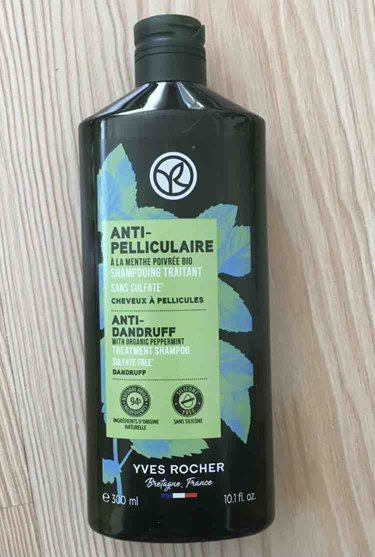 ANTI-
PELLICULAIRE
À LA MENTHE POIVRÉE BIO
SHAMPOOING TRAITANT
SANS SULFATE*
CHEVEUX À PELLICULES
ANTI-
DANDRUFF
WITH ORGANIC PEPPERMINT
TREATMENT SHAMPOO
SULFATE FREE*
DANDRUFF
94%
SILICONE
FREE
INGRÉDIENTS D'ORIGINE
NATURELLE
SANS SILICONE
YVES ROCHER
Bretagne, France
e 300 ml
10.1 fl. oz.